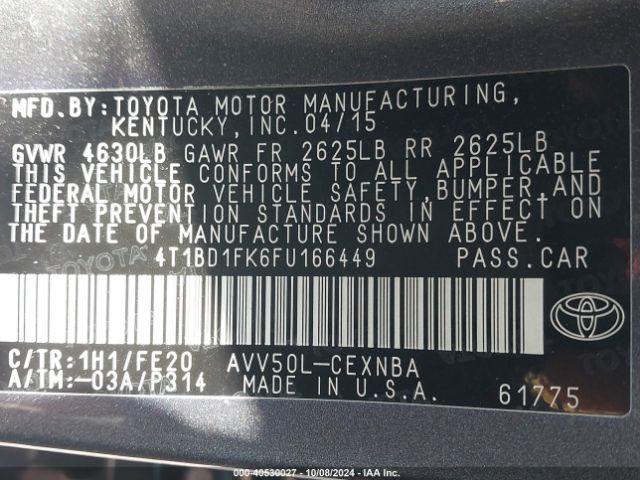 MFD. BY: TOYOTA MOTOR MANUFACTURING,
KENTUCKY, INC. 04/15
GVWR 4630LB GAWR FR 2625LB RR 2625LB
THIS VEHICLE CONFORMS TO ALL APPLICABLE
FEDERAL MOTOR VEHICLE SAFETY, BUMPER, AND
THEFT PREVENTION STANDARDS IN EFFECT ON
THE DATE OF MANUFACTURE SHOWN ABOVE.
4T1BD1FK6FU166449 PASS. CAR
C/TR: 1H1/FE20 AVV50L-CEXNBA
A/TM: -03A/P314 MADE IN U.S.A. 61775
TOYOTA
(WATERMARK) 40530027 - 10/08/2024 - IAA Inc.